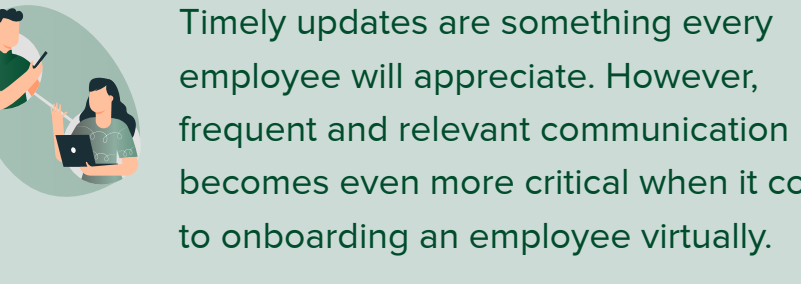 Timely updates are something every
employee will appreciate. However,
frequent and relevant communication
becomes even more critical when it
to onboarding an employee virtually.